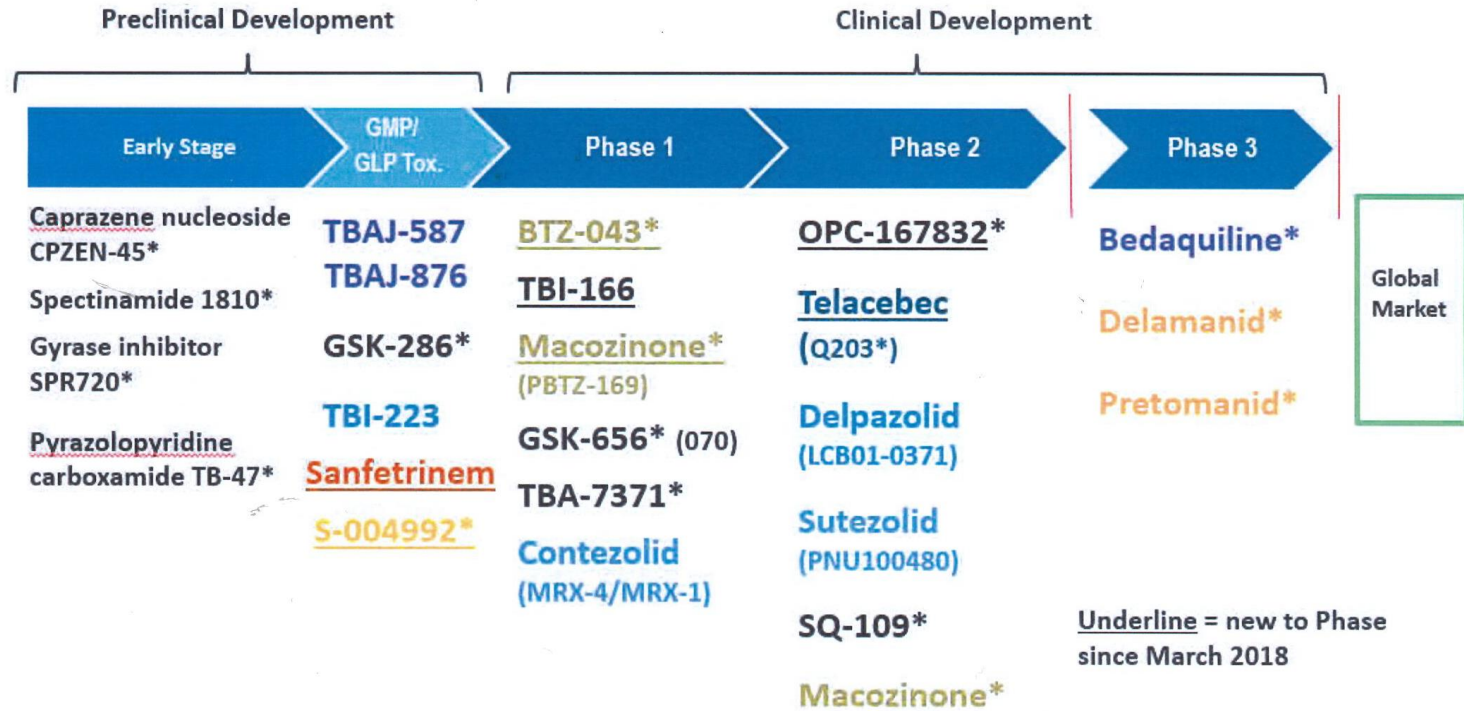 Preclinical Development
Clinical Development
Early Stage
GMP/
GLP Tox.
Phase 1
Phase 2
Phase 3
Caprazene nucleoside
CPZEN-45*
Spectinamide 1810*
Gyrase inhibitor
SPR720*
Pyrazolopyridine
carboxamide TB-47*
TBAJ-587
TBAJ-876
GSK-286*
TBI-223
Sanfetrinem
S-004992*
BTZ-043*
TBI-166
Macozinone*
(PBTZ-169)
GSK-656* (070)
TBA-7371*
Contezolid
(MRX-4/MRX-1)
OPC-167832*
Telacebec
(Q203*)
Delpazolid
(LCB01-0371)
Sutezolid
(PNU100480)
SQ-109*
Macozinone*
Bedaquiline*
Delamanid*
Pretomanid*
Underline = new to Phase
since March 2018
Global
Market